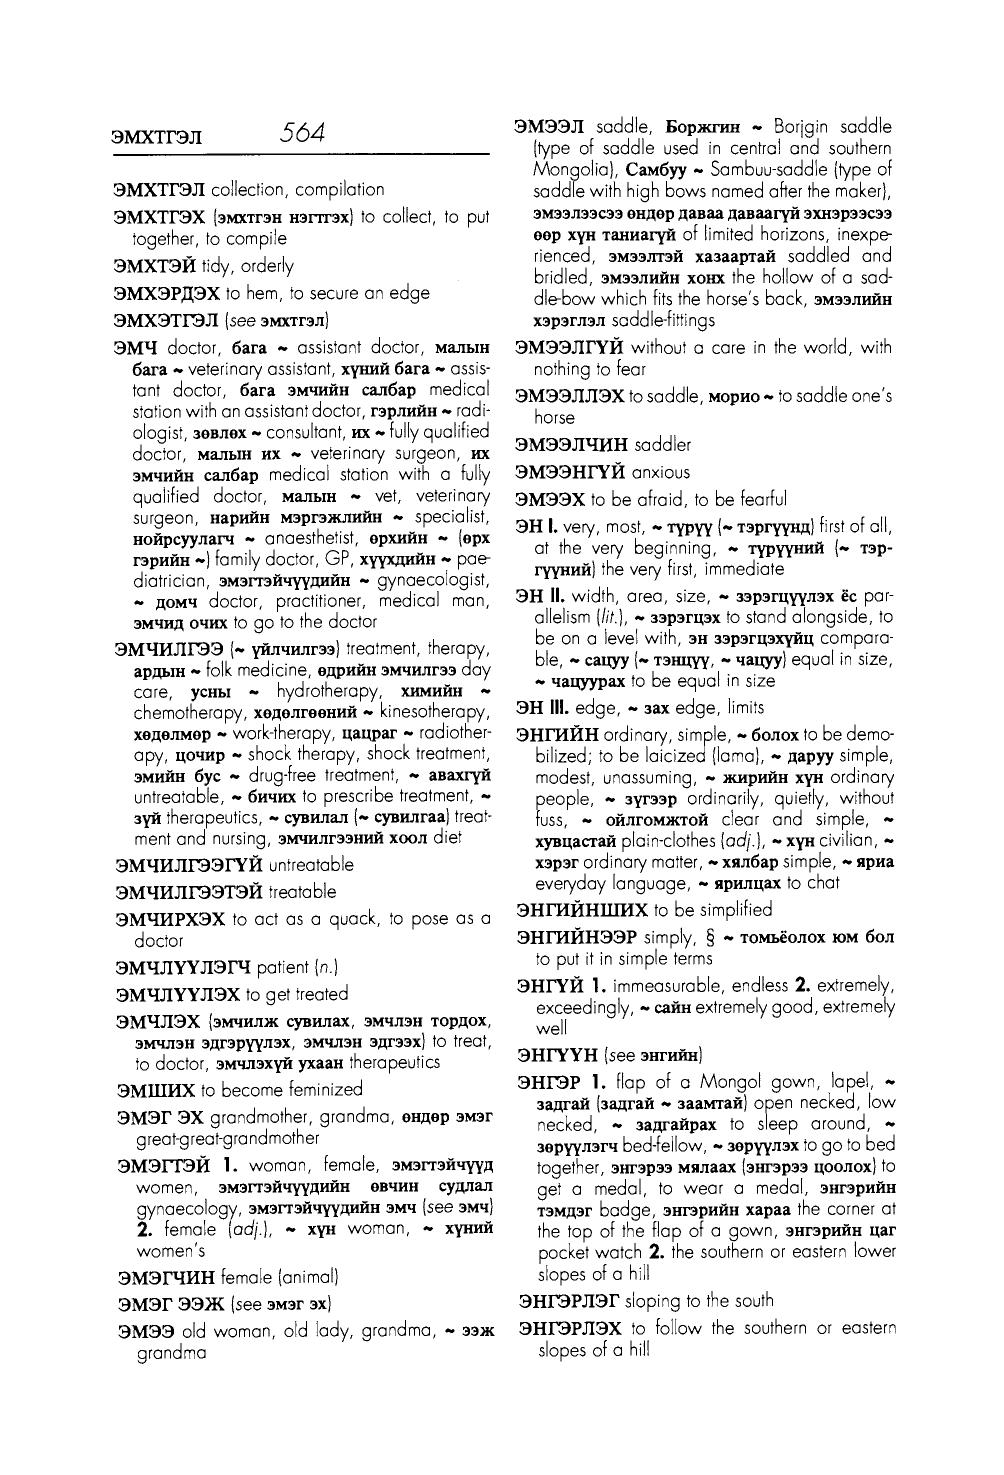 ЭМХТГЭЛ 564
ЭМХТГЭЛ collection, compilation
ЭМХТГЭХ (эмхтгэн нэгтгэх) to collect, to put
together, to compile
ЭМХТЭЙ tidy, orderly
ЭМХЭРДЭХ to hem, to secure an edge
ЭМХЭТГЭЛ (see эмхтгэл)
ЭМЧ doctor, бага ~ assistant doctor, малын
бага ~ veterinary assistant, хүний бага ~ assis-
tant doctor, бага эмчийн салбар medical
station with an assistant doctor, гэрлийн ~ radi-
ologist, зөвлөх ~ consultant, их ~ fully qualified
doctor, малын их ~ veterinary surgeon, их
эмчийн салбар medical station with a fully
qualified doctor, малын ~ vet, veterinary
surgeon, нарийн мэргэжлийн ~ specialist,
нойрсуулагч ~ anaesthetist, өрхийн ~ (өрх
гэрийн ~) family doctor, GP, хүүхдийн ~ pae-
diatrician, эмэгтэйчүүдийн ~ gynaecologist,
~ домч doctor, practitioner, medical man,
эмчид очих to go to the doctor
ЭМЧИЛГЭЭ (~ үйлчилгээ) treatment, therapy,
ардын ~ folk medicine, өдрийн эмчилгээ day
care, усны ~ hydrotherapy, химийн ~
chemotherapy, хөдөлгөөний ~ kinesotherapy,
хөдөлмөр ~ work-therapy, цацраг ~ radiother-
apy, цочир ~ shock therapy, shock treatment,
эмийн бус ~ drug-free treatment, ~ авахгүй
untreatable, ~ бичих to prescribe treatment, ~
зүй therapeutics, ~ сувилал (~ сувилгаа) treat-
ment and nursing, эмчилгээний хоол diet
ЭМЧИЛГЭЭГҮЙ untreatable
ЭМЧИЛГЭЭТЭЙ treatable
ЭМЧИРХЭХ to act as a quack, to pose as a
doctor
ЭМЧЛҮҮЛЭГЧ patient (n.)
ЭМЧЛҮҮЛЭХ to get treated
ЭМЧЛЭХ (эмчилж сувилах, эмчлэн тордох,
эмчлэн эдгэрүүлэх, эмчлэн эдгээх) to treat,
to doctor, эмчлэхүй ухаан therapeutics
ЭМШИХ to become feminized
ЭМЭГ ЭХ grandmother, grandma, өндөр эмэг
great-great-grandmother
ЭМЭГТЭЙ 1. woman, female, эмэгтэйчүүд
women, эмэгтэйчүүдийн өвчин судлал
gynaecology, эмэгтэйчүүдийн эмч (see эмч)
2. female (adj.), ~ хүн woman, ~ хүний
women's
ЭМЭГЧИН female (animal)
ЭМЭГ ЭЭЖ (see эмэг эх)
ЭМЭЭ old woman, old lady, grandma, ~ ээж
grandma
ЭМЭЭЛ saddle, Боржгин ~ Borjgin saddle
(type of saddle used in central and southern
Mongolia), Самбуу ~ Sambuu-saddle (type of
saddle with high bows named after the maker),
эмээлээсээ өндөр даваа даваагүй эхнэрээсээ
өөр хүн таниагүй of limited horizons, inexpe-
rienced, эмээлтэй хазаартай saddled and
bridled, эмээлийн хонх the hollow of a sad-
dle-bow which fits the horse's back, эмээлийн
хэрэглэл saddle-fittings
ЭМЭЭЛГҮЙ without a care in the world, with
nothing to fear
ЭМЭЭЛЛЭХ to saddle, морио ~ to saddle one's
horse
ЭМЭЭЛЧИН saddler
ЭМЭЭНГҮЙ anxious
ЭМЭЭХ to be afraid, to be fearful
ЭН I. very, most, ~ түрүү (~ тэргүүнд) first of all,
at the very beginning, ~ түрүүний (~ тэр-
гүүний) the very first, immediate
ЭН II. width, area, size, ~ зэрэгцүүлэх ёс par-
allelism (lit.), ~ зэрэгцэх to stand alongside, to
be on a level with, эн зэрэгцэхүйц compara-
ble, ~ сацуу (~ тэнцүү, ~ чацуу) equal in size,
~ чацуурах to be equal in size
ЭН III. edge, ~ зах edge, limits
ЭНГИЙН ordinary, simple, ~ болох to be demo-
bilized; to be laicized (lama), ~ даруу simple,
modest, unassuming, ~ жирийн хүн ordinary
people, ~ зүгээр ordinarily, quietly, without
fuss, ~ ойлгомжтой clear and simple, ~
хувцастай plain-clothes (adj.), ~ хүн civilian, ~
хэрэг ordinary matter, ~ хялбар simple, ~ яриа
everyday language, ~ ярилцах to chat
ЭНГИЙНШИХ to be simplified
ЭНГИЙНЭЭР simply, § ~ томьёолох юм бол
to put it in simple terms
ЭНГҮЙ 1. immeasurable, endless 2. extremely,
exceedingly, ~ сайн extremely good, extremely
well
ЭНГҮҮН (see энгийн)
ЭНГЭР 1. flap of a Mongol gown, lapel, ~
задгай (задгай ~ заамтай) open necked, low
necked, ~ задгайрах to sleep around, ~
зөрүүлэгч bed-fellow, ~ зөрүүлэх to go to bed
together, энгэрээ мялаах (энгэрээ цоолох) to
get a medal, to wear a medal, энгэрийн
тэмдэг badge, энгэрийн хараа the corner at
the top of the flap of a gown, энгэрийн цаг
pocket watch 2. the southern or eastern lower
slopes of a hill
ЭНГЭРЛЭГ sloping to the south
ЭНГЭРЛЭХ to follow the southern or eastern
slopes of a hill